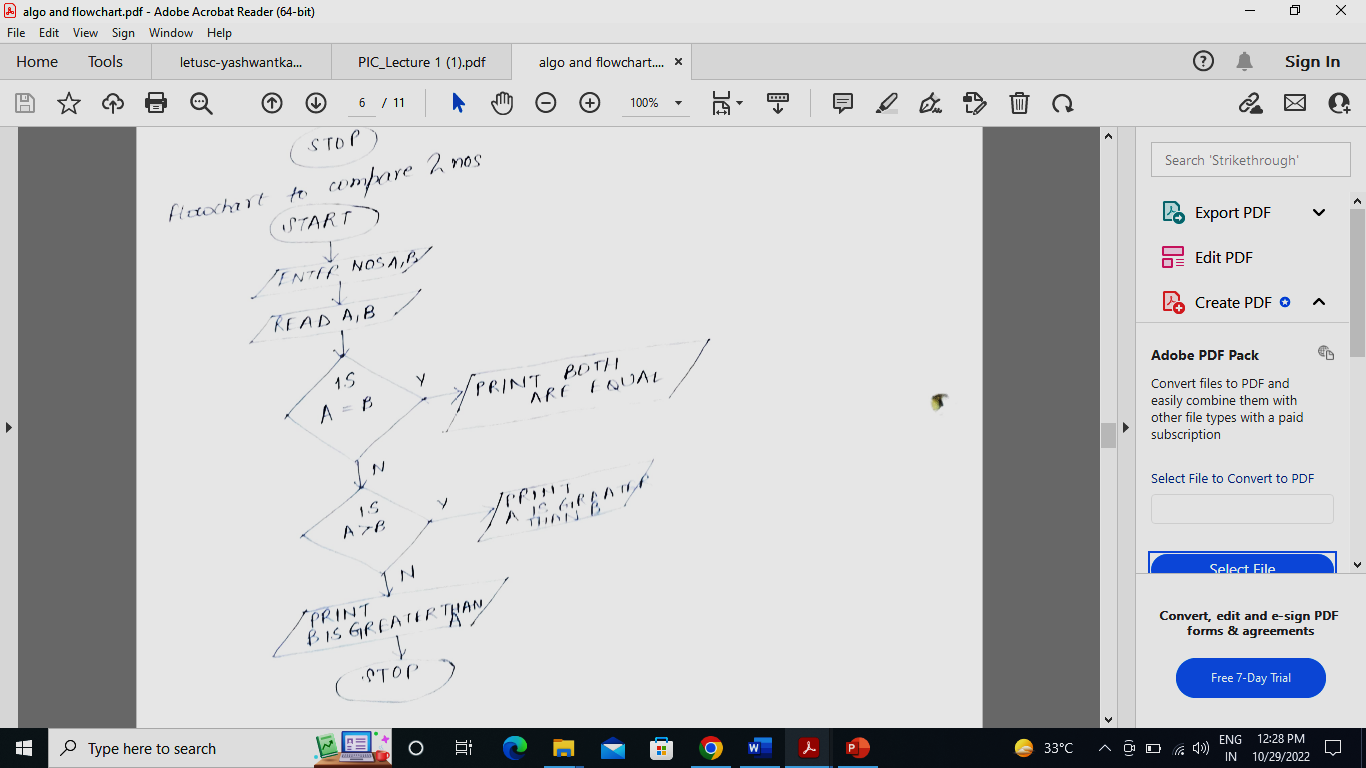 algo and flowchart.pdf - Adobe Acrobat Reader (64-bit)
File Edit View Sign Window Help
Home Tools letusc-yashwantka... PIC_Lecture 1 (1).pdf algo and flowchart.... × Sign In
6 / 11 100%
STOP
flowchart to compare 2 nos
START
ENTER NOS A,B
READ A,B
IS
A = B
Y
PRINT BOTH
ARE EQUAL
N
IS
A>B
Y
PRINT
A IS GREATER
THAN B
N
PRINT
B IS GREATER THAN
A
STOP
Search 'Strikethrough'
Export PDF
Edit PDF
Create PDF
Adobe PDF Pack
Convert files to PDF and
easily combine them with
other file types with a paid
subscription
Select File to Convert to PDF
Select File
Convert, edit and e-sign PDF
forms & agreements
Free 7-Day Trial
Type here to search
33°C
ENG
IN
12:28 PM
10/29/2022